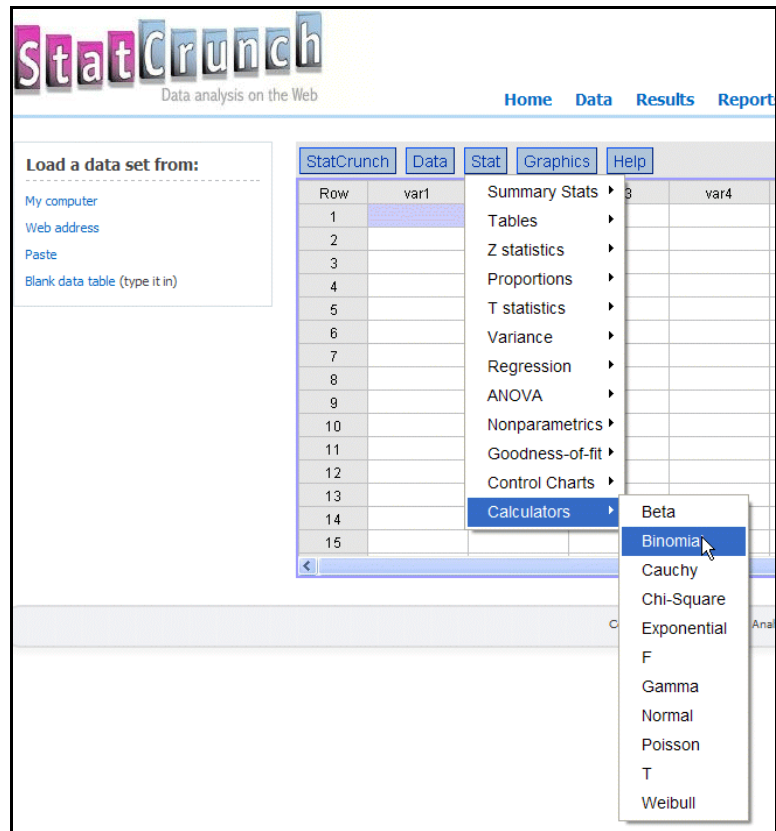 StatCrunch
Data analysis on the Web
Home Data Results Reports
Load a data set from:
My computer
Web address
Paste
Blank data table (type it in)
StatCrunch Data Stat Graphics Help
Row var1 3 var4
1
2
3
4
5
6
7
8
9
10
11
12
13
14
15
Summary Stats
Tables
Z statistics
Proportions
T statistics
Variance
Regression
ANOVA
Nonparametrics
Goodness-of-fit
Control Charts
Calculators
Beta
Binomial
Cauchy
Chi-Square
Exponential
F
Gamma
Normal
Poisson
T
Weibull